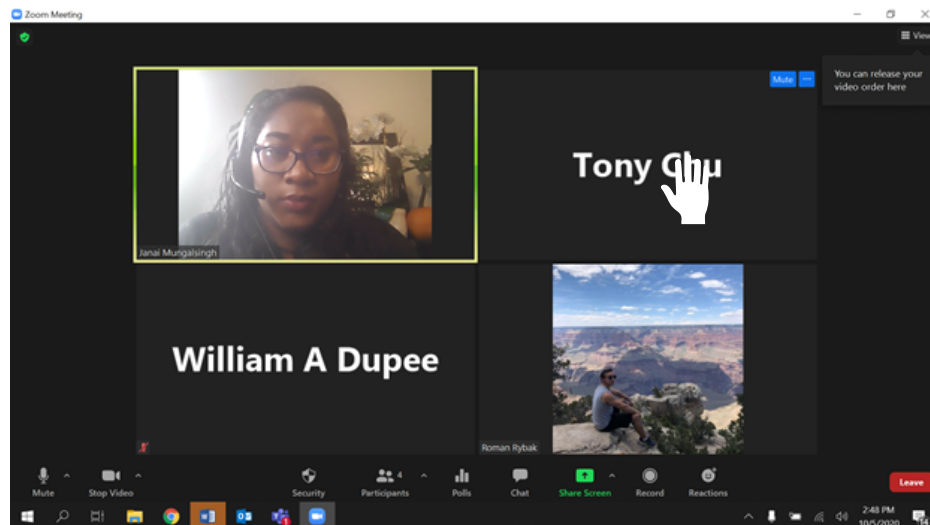 Zoom Meeting
View
You can release your
video order here
Mute
Tony Chu
Janai Mungalsingh
William A Dupee
Roman Rybak
4
Mute
Stop Video
Security
Participants
Polls
Chat
Share Screen
Record
Reactions
Leave
2:48 PM
10/5/2020
14